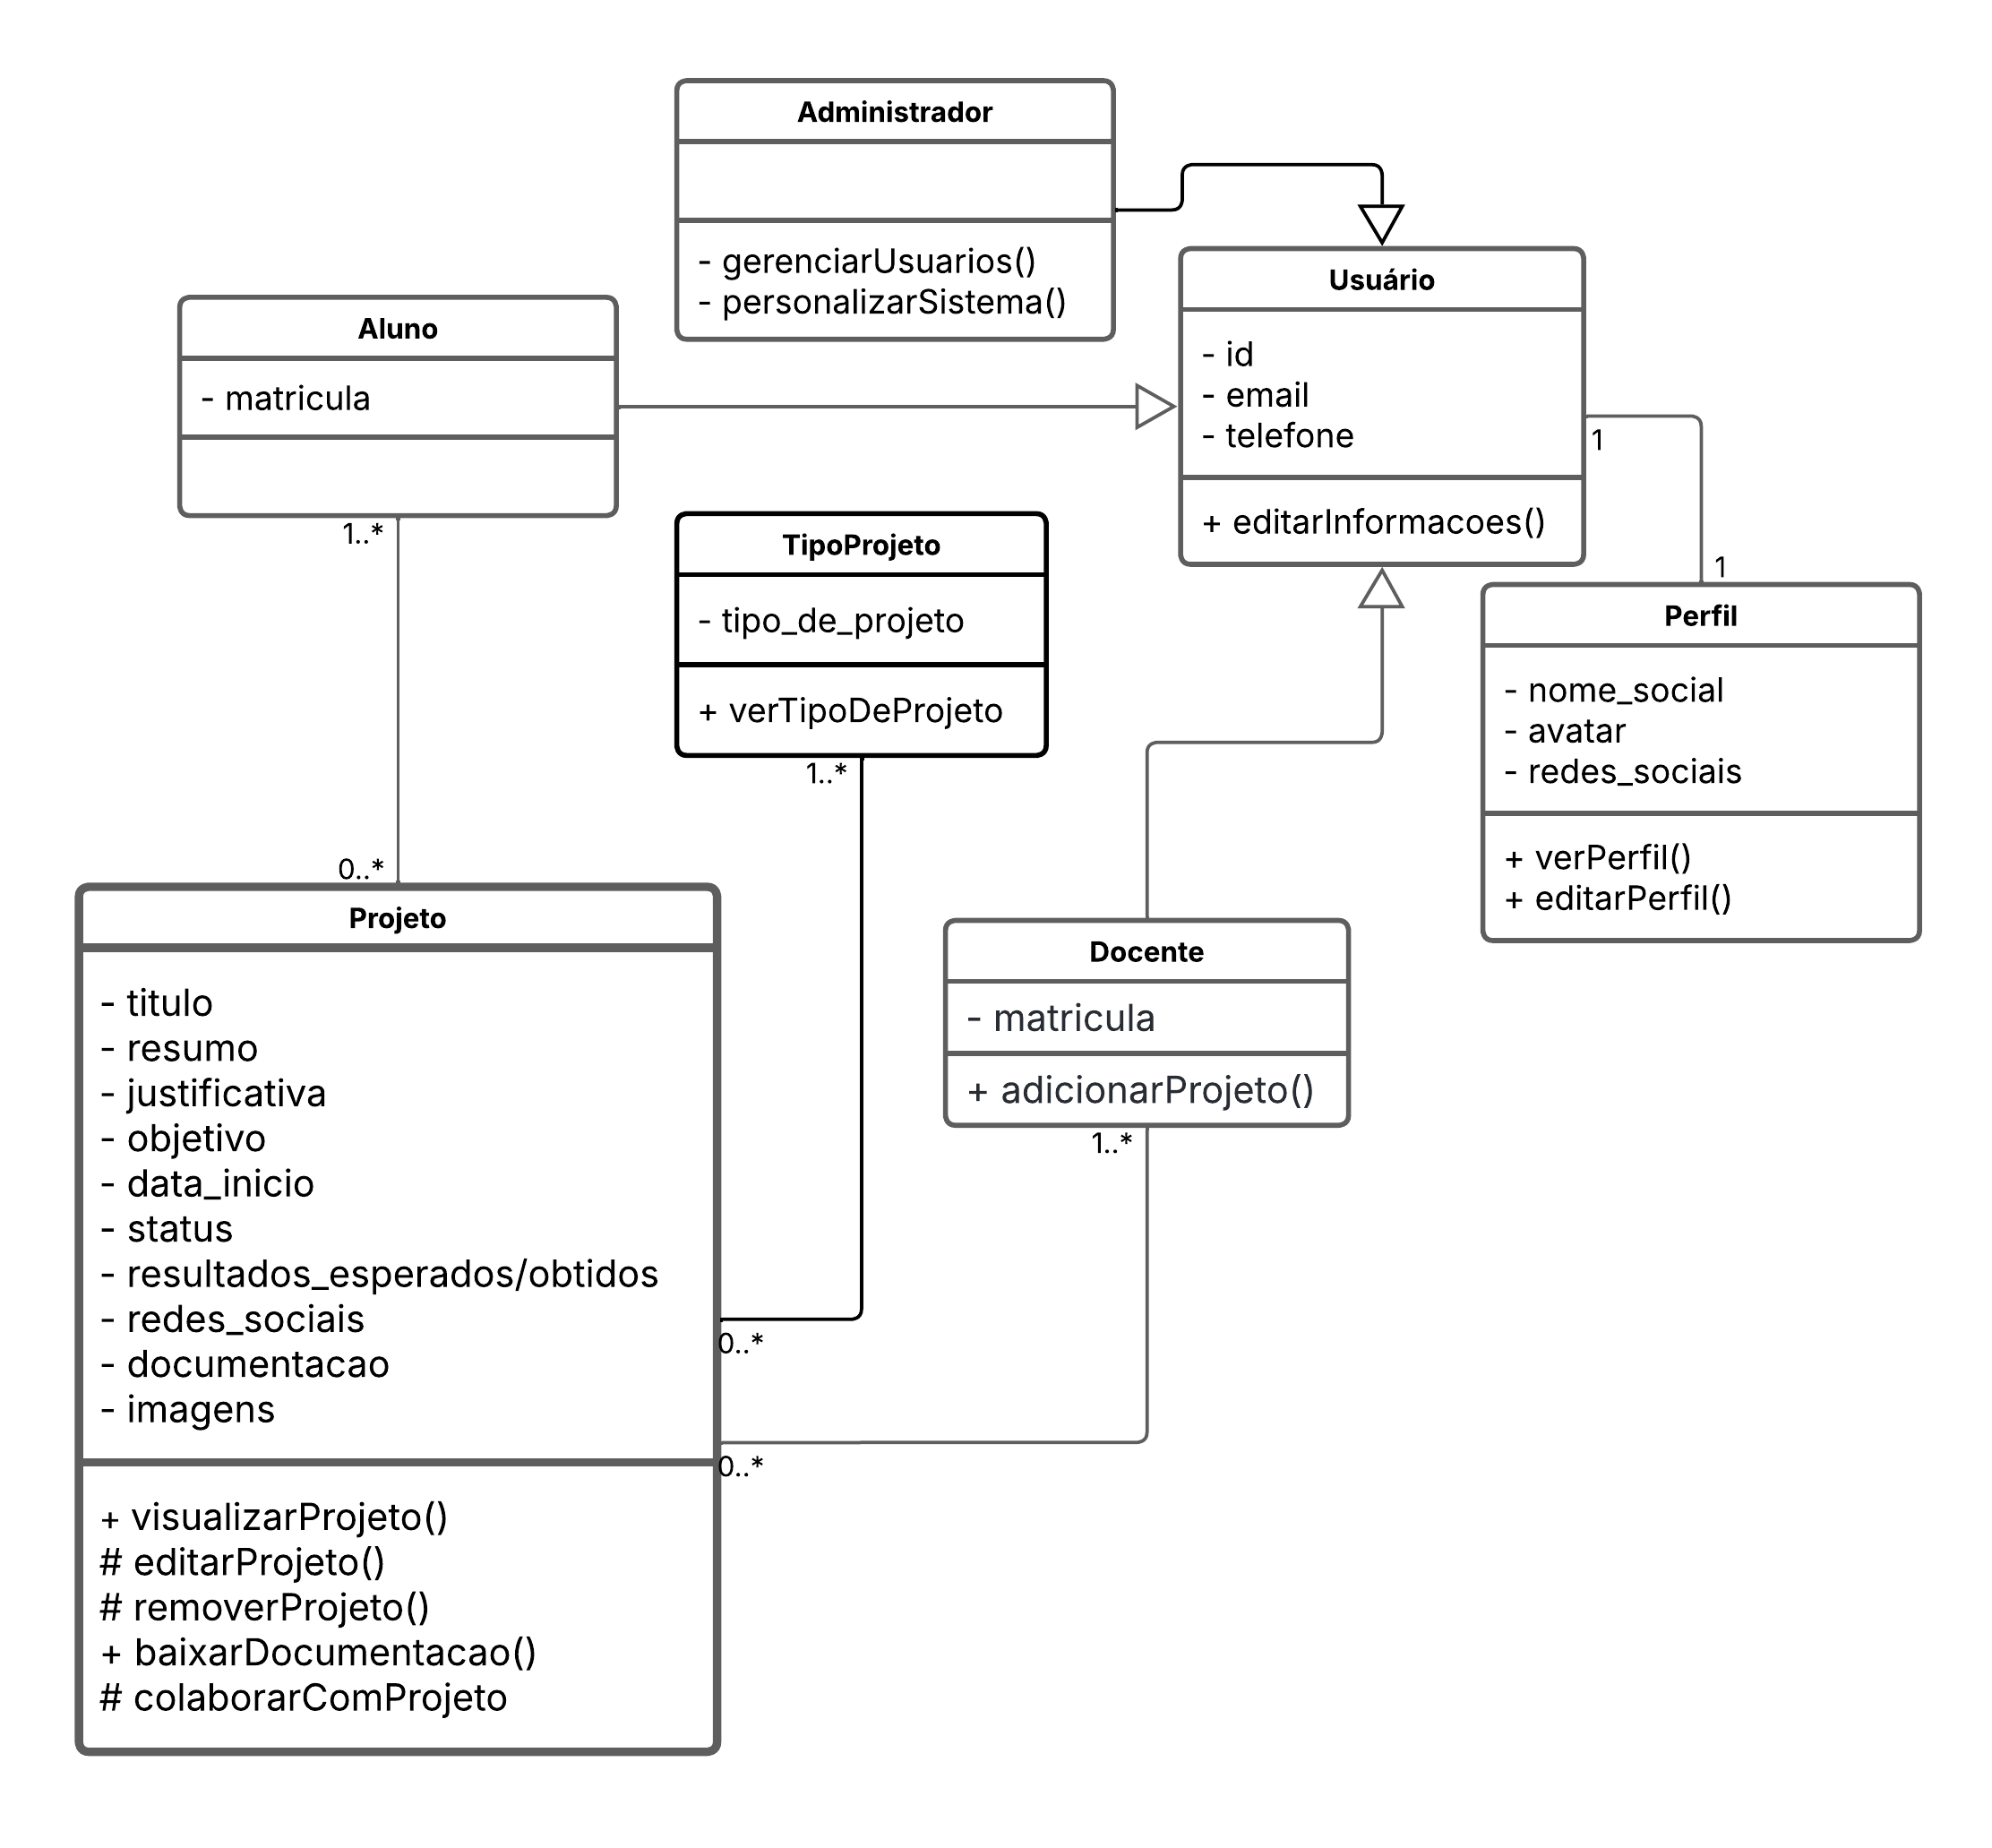 Administrador
- gerenciarUsuarios()
- personalizarSistema()
Usuário
- id
- email
- telefone
+ editarInformacoes()
1
1
Aluno
- matricula
1..*
0..*
TipoProjeto
- tipo_de_projeto
+ verTipoDeProjeto
1..*
0..*
Perfil
- nome_social
- avatar
- redes_sociais
+ verPerfil()
+ editarPerfil()
Docente
- matricula
+ adicionarProjeto()
1..*
0..*
Projeto
- titulo
- resumo
- justificativa
- objetivo
- data_inicio
- status
- resultados_esperados/obtidos
- redes_sociais
- documentacao
- imagens
+ visualizarProjeto()
# editarProjeto()
# removerProjeto()
+ baixarDocumentacao()
# colaborarComProjeto